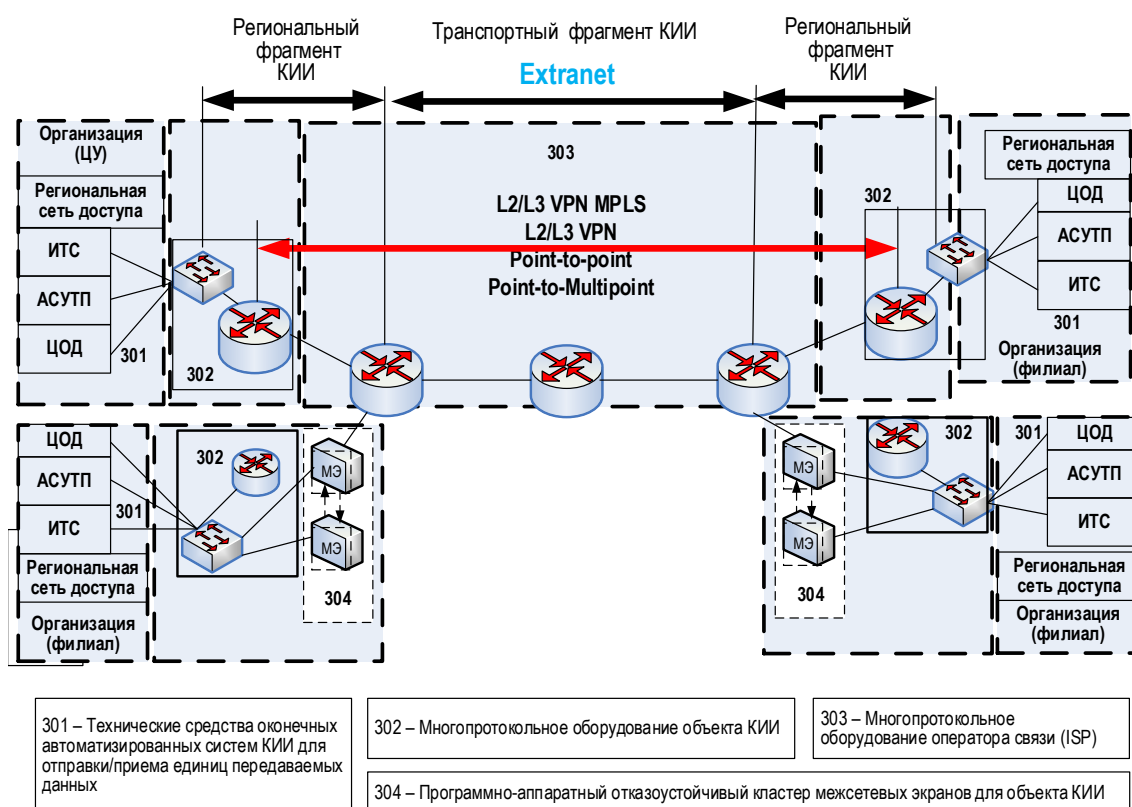 Региональный
фрагмент
КИИ
Транспортный фрагмент КИИ
Extranet
Региональный
фрагмент
КИИ
Организация
(ЦУ)
Региональная
сеть доступа
ИТС
АСУТП
ЦОД
301
302
303
L2/L3 VPN MPLS
L2/L3 VPN
Point-to-point
Point-to-Multipoint
302
Региональная
сеть доступа
ЦОД
АСУТП
ИТС
301
Организация
(филиал)
ЦОД
АСУТП
ИТС
301
Региональная
сеть доступа
Организация
(филиал)
302
МЭ
МЭ
304
МЭ
МЭ
304
302
301
ЦОД
АСУТП
ИТС
Региональная
сеть доступа
Организация
(филиал)
301 – Технические средства оконечных
автоматизированных систем КИИ для
отправки/приема единиц передаваемых
данных
302 – Многопротокольное оборудование объекта КИИ
303 – Многопротокольное
оборудование оператора связи (ISP)
304 – Программно-аппаратный отказоустойчивый кластер межсетевых экранов для объекта КИИ